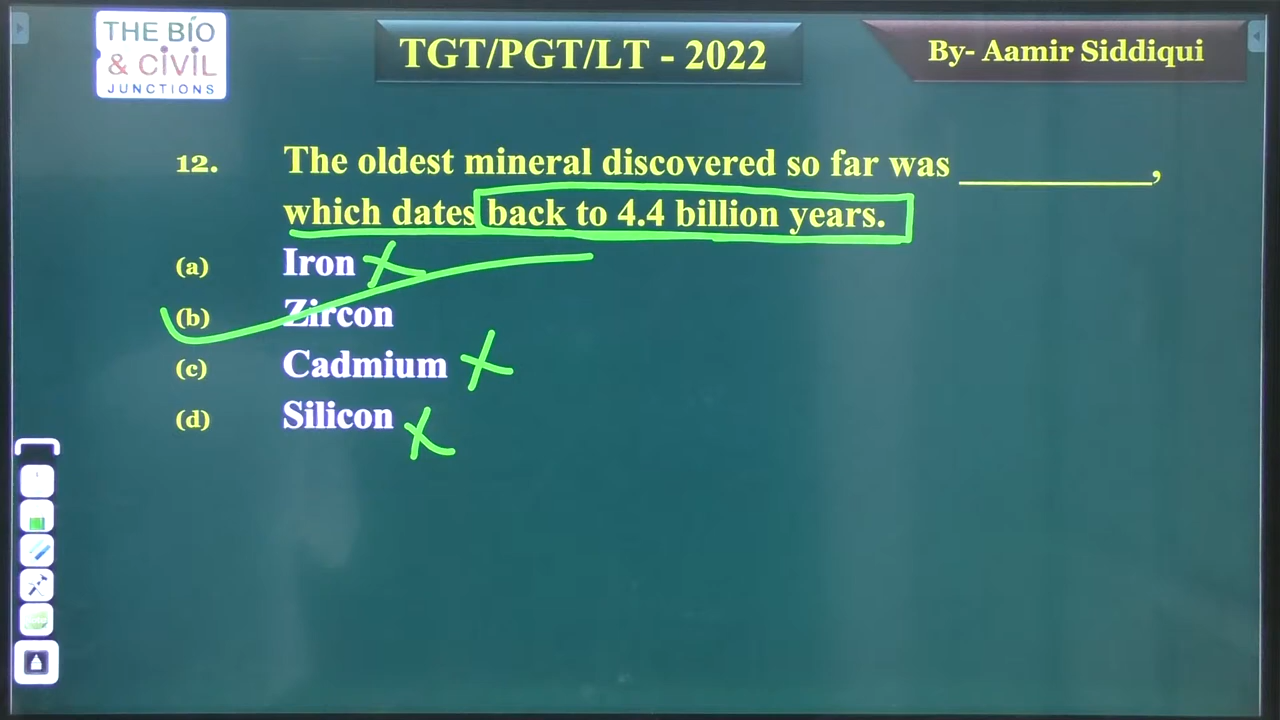 THE BÍO
& CIVIL
JUNCTIONS
TGT/PGT/LT - 2022
By- Aamir Siddiqui
12. The oldest mineral discovered so far was __________,
which dates back to 4.4 billion years.
(a) Iron
(b) Zircon
(c) Cadmium
(d) Silicon